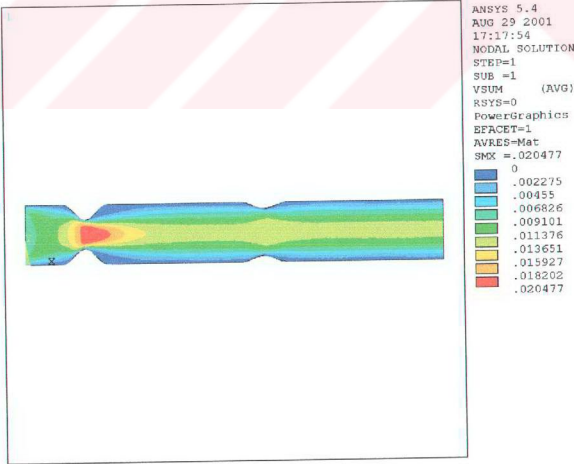 1
ANSYS 5.4
AUG 29 2001
17:17:54
NODAL SOLUTION
STEP=1
SUB =1
VSUM (AVG)
RSYS=0
PowerGraphics
EFACET=1
AVRES=Mat
SMX =.020477
0
.002275
.00455
.006826
.009101
.011376
.013651
.015927
.018202
.020477
X